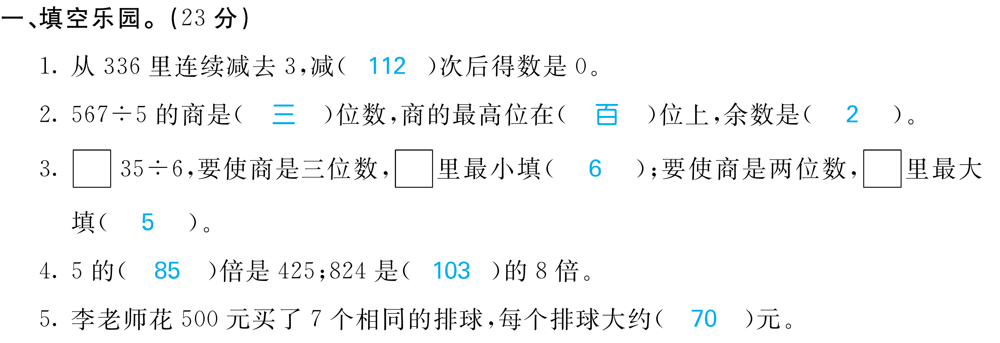 一、填空乐园。(23 分)
1. 从 336 里连续减去 3,减( 112 )次后得数是 0。
2. 567÷5 的商是( 三 )位数,商的最高位在( 百 )位上,余数是( 2 )。
3. □ 35÷6,要使商是三位数,□里最小填( 6 );要使商是两位数,□里最大
填( 5 )。
4. 5 的( 85 )倍是 425;824 是( 103 )的 8 倍。
5. 李老师花 500 元买了 7 个相同的排球,每个排球大约( 70 )元。